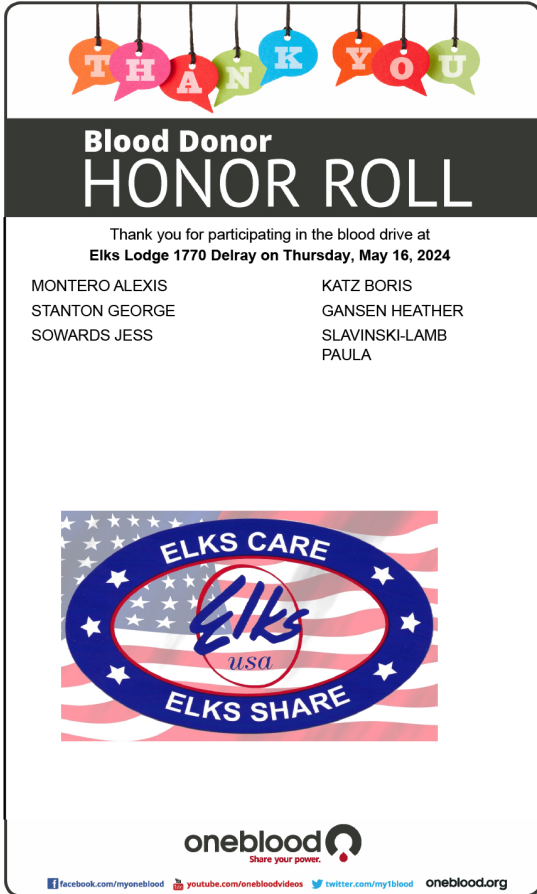 THANK YOU
Blood Donor
HONOR ROLL
Thank you for participating in the blood drive at
Elks Lodge 1770 Delray on Thursday, May 16, 2024
MONTERO ALEXIS
KATZ BORIS
STANTON GEORGE
GANSEN HEATHER
SOWARDS JESS
SLAVINSKI-LAMB
PAULA
ELKS CARE
Elks
usa
ELKS SHARE
oneblood
Share your power.
f facebook.com/myoneblood You Tube youtube.com/onebloodvideos twitter.com/my1blood oneblood.org